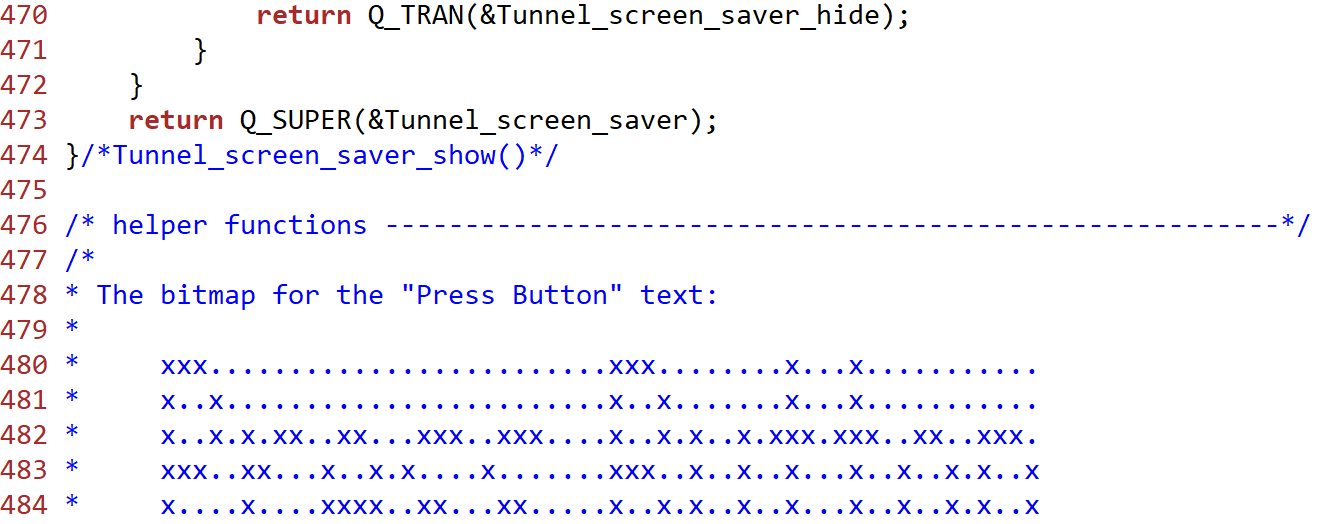 470             return Q_TRAN(&Tunnel_screen_saver_hide);
471         }
472     }
473     return Q_SUPER(&Tunnel_screen_saver);
474 }/*Tunnel_screen_saver_show()*/
475
476 /* helper functions --------------------------------------------------------*/
477 /*
478 * The bitmap for the "Press Button" text:
479 *
480 *     xxx.........................xxx........x...x...........
481 *     x..x........................x..x.......x...x...........
482 *     x..x.x.xx..xx...xxx..xxx....x..x.x..x.xxx.xxx..xx..xxx.
483 *     xxx..xx...x..x.x....x.......xxx..x..x..x...x..x..x.x..x
484 *     x....x....xxxx..xx...xx.....x..x.x..x..x...x..x..x.x..x